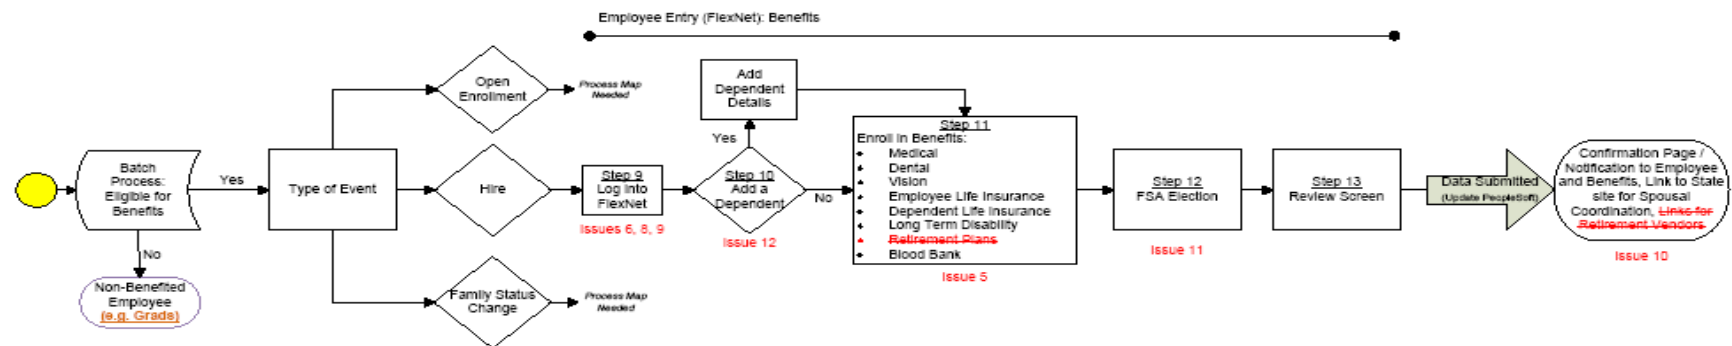 Employee Entry (FlexNet): Benefits
Batch
Process:
Eligible for
Benefits
Yes
No
Non-Benefited
Employee
(e.g. Grads)
Type of Event
Open
Enrollment
Process Map
Needed
Hire
Family Status
Change
Process Map
Needed
Step 9
Log into
FlexNet
Issues 6, 8, 9
Add
Dependent
Details
Yes
Step 10
Add a
Dependent
No
Issue 12
Step 11
Enroll in Benefits:
• Medical
• Dental
• Vision
• Employee Life Insurance
• Dependent Life Insurance
• Long Term Disability
• Retirement Plans
• Blood Bank
Issue 5
Step 12
FSA Election
Issue 11
Step 13
Review Screen
Data Submitted
(Update PeopleSoft)
Confirmation Page /
Notification to Employee
and Benefits, Link to State
site for Spousal
Coordination, Links for
Retirement Vendors
Issue 10